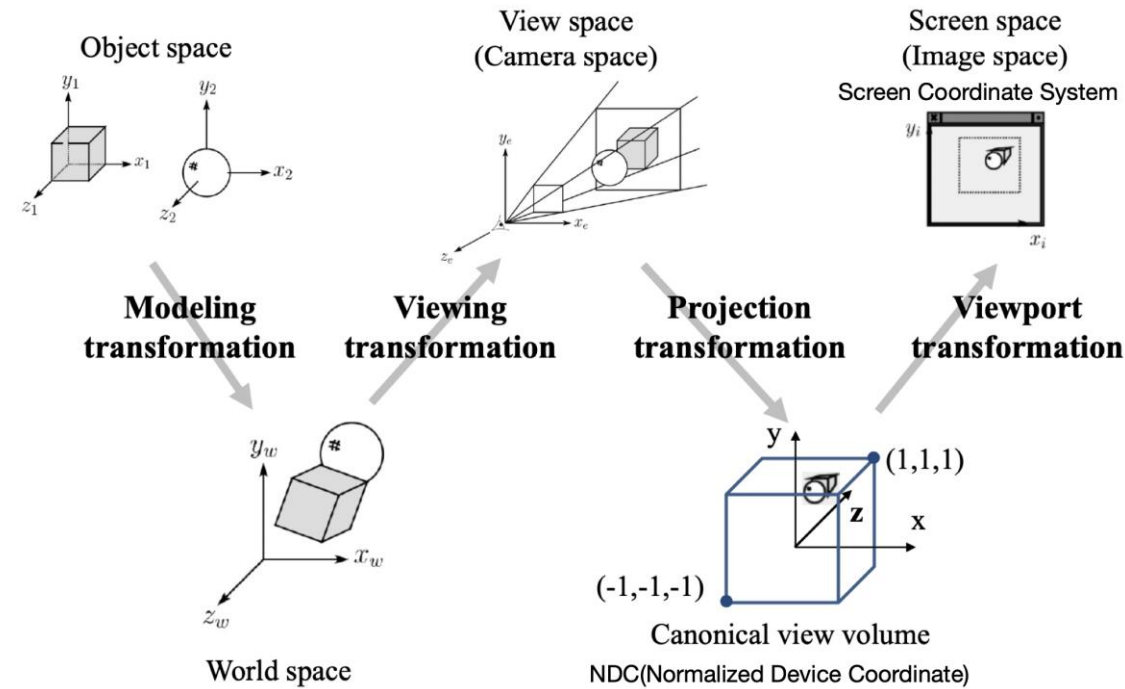 Object space
y1
x1
z1
y2
#
x2
z2
View space
(Camera space)
ye
xe
ze
Screen space
(Image space)
Screen Coordinate System
yi
xi
Modeling
transformation
Viewing
transformation
Projection
transformation
Viewport
transformation
yw
#
xw
zw
World space
y
(1,1,1)
z
x
(-1,-1,-1)
Canonical view volume
NDC(Normalized Device Coordinate)